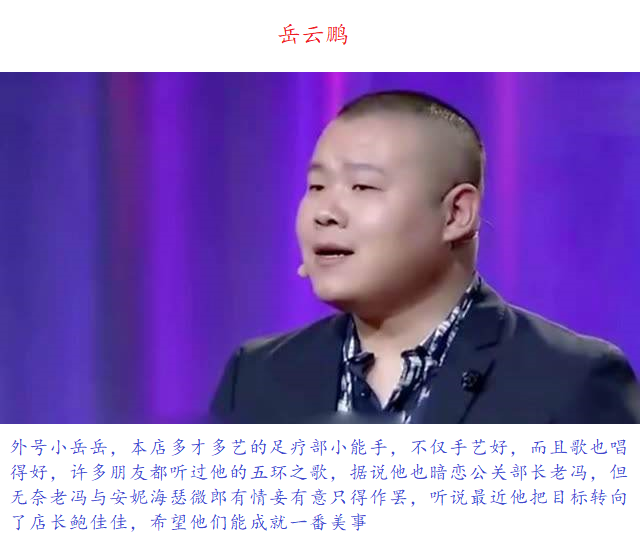 岳云鹏
外号小岳岳，本店多才多艺的足疗部小能手，不仅手艺好，而且歌也唱
得好，许多朋友都听过他的五环之歌，据说他也暗恋公关部长老冯，但
无奈老冯与安妮海瑟微郎有情妾有意只得作罢，听说最近他把目标转向
了店长鲍佳佳，希望他们能成就一番美事